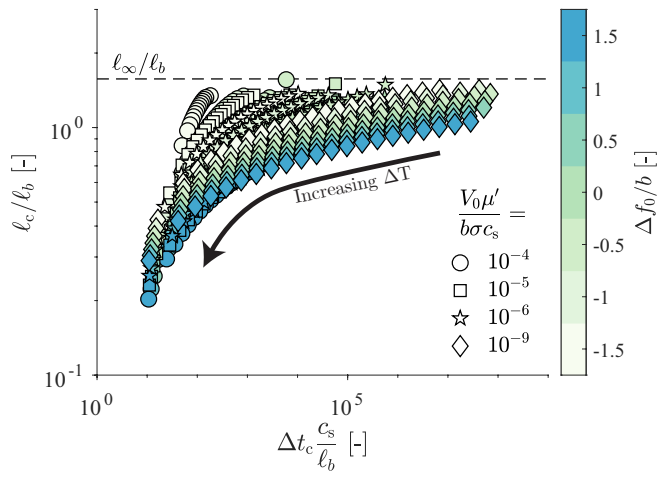 ℓ∞/ℓb
ℓc/ℓb [-]
10^0
10^-1
Increasing ΔT
V0μ′/bσcs =
10^-4
10^-5
10^-6
10^-9
10^0
10^5
Δtc cs/ℓb [-]
1.5
1
0.5
0
-0.5
-1
-1.5
Δf0/b [-]